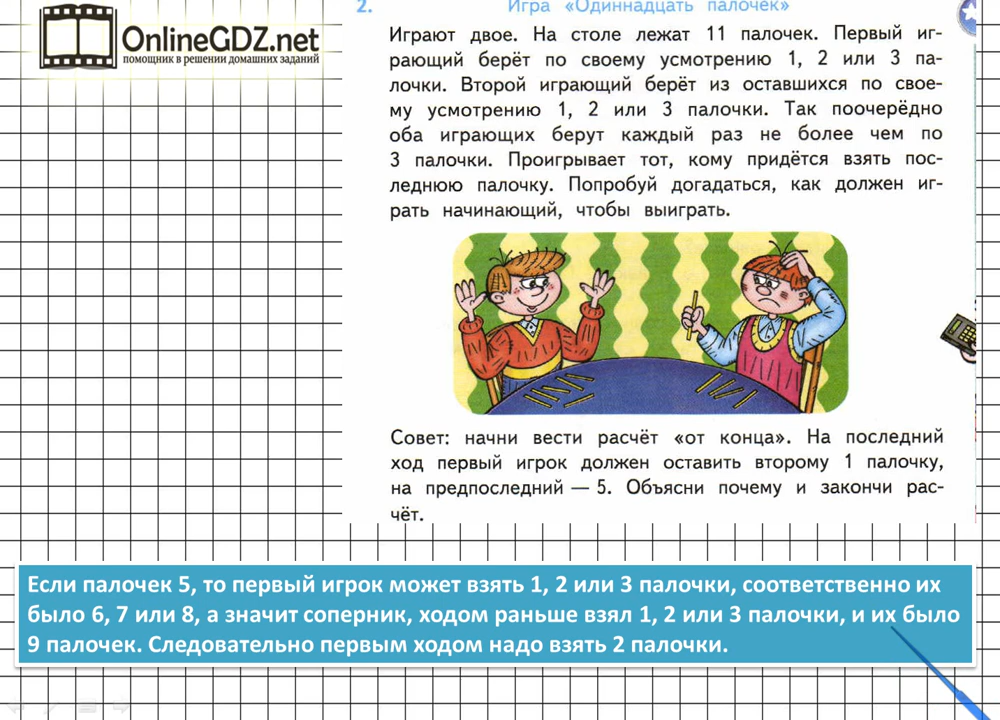 OnlineGDZ.net
помощник в решении домашних заданий
2. Игра «Одиннадцать палочек»
Играют двое. На столе лежат 11 палочек. Первый иг-
рающий берёт по своему усмотрению 1, 2 или 3 па-
лочки. Второй играющий берёт из оставшихся по свое-
му усмотрению 1, 2 или 3 палочки. Так поочерёдно
оба играющих берут каждый раз не более чем по
3 палочки. Проигрывает тот, кому придётся взять пос-
леднюю палочку. Попробуй догадаться, как должен иг-
рать начинающий, чтобы выиграть.
Совет: начни вести расчёт «от конца». На последний
ход первый игрок должен оставить второму 1 палочку,
на предпоследний — 5. Объясни почему и закончи рас-
чёт.
Если палочек 5, то первый игрок может взять 1, 2 или 3 палочки, соответственно их
было 6, 7 или 8, а значит соперник, ходом раньше взял 1, 2 или 3 палочки, и их было
9 палочек. Следовательно первым ходом надо взять 2 палочки.